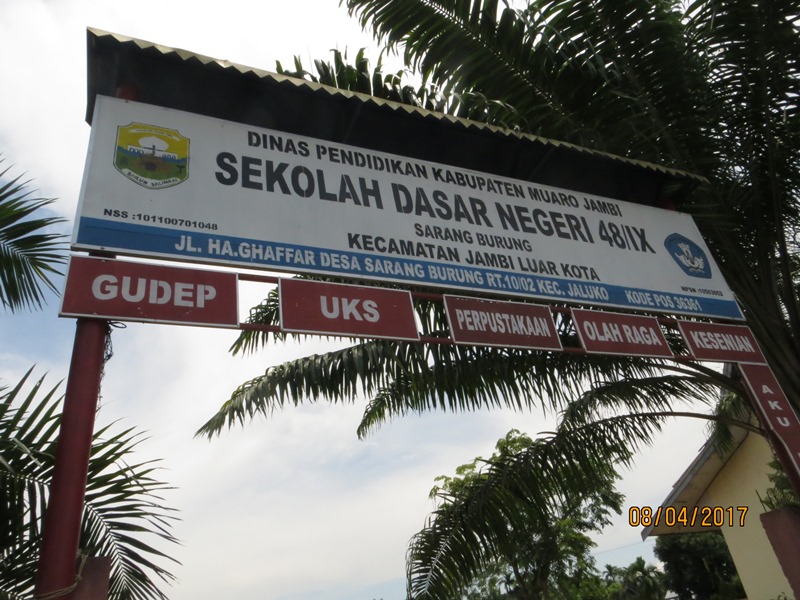 DINAS PENDIDIKAN KABUPATEN MUARO JAMBI
SEKOLAH DASAR NEGERI 48/IX
SARANG BURUNG
KECAMATAN JAMBI LUAR KOTA
NSS :101100701048
JL. HA.GHAFFAR DESA SARANG BURUNG RT.10/02 KEC. JALUKO KODE POS 36361
GUDEP
UKS
PERPUSTAKAAN
OLAH RAGA
KESENIAN
AKU
08/04/2017